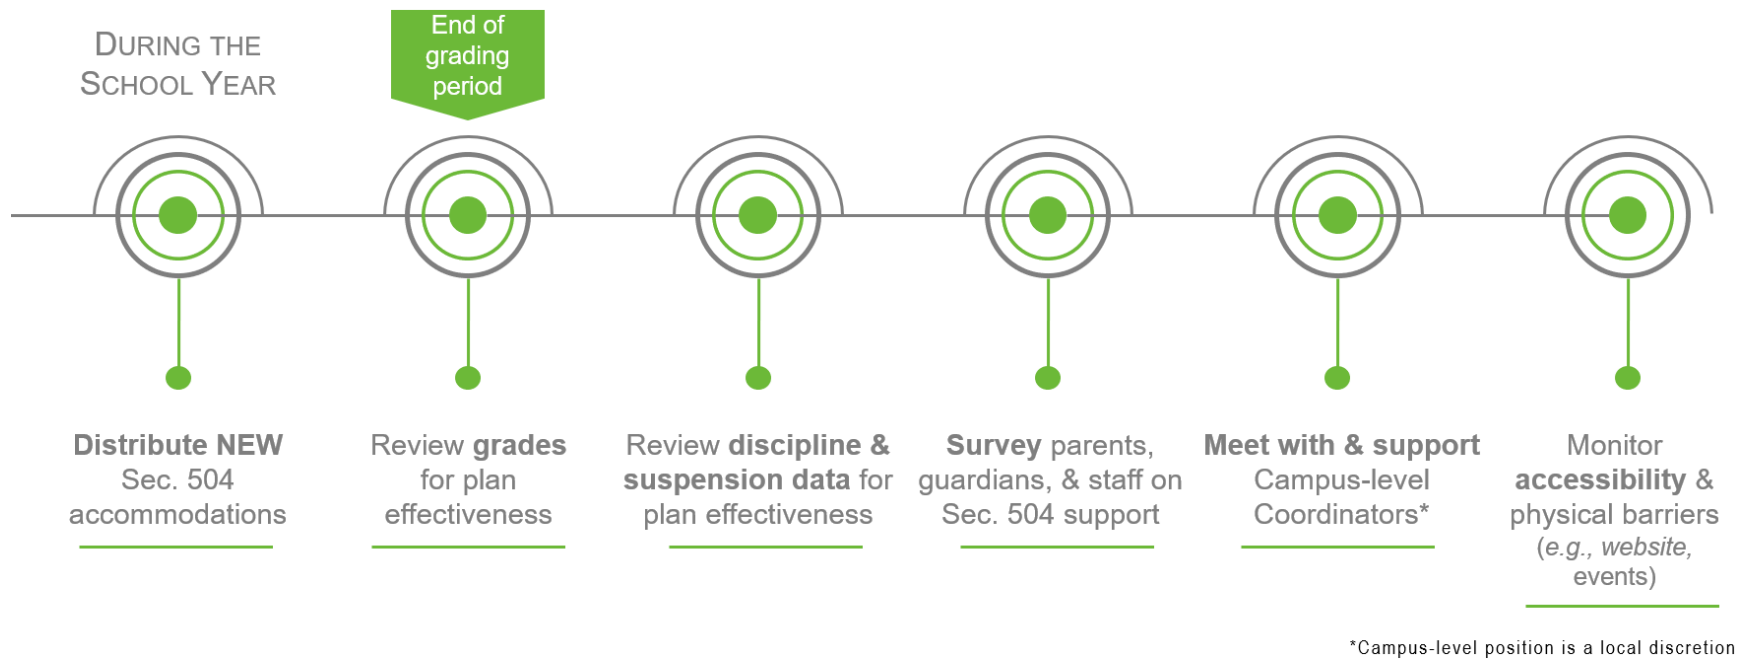 DURING THE
SCHOOL YEAR
End of
grading
period
Distribute NEW
Sec. 504
accommodations
Review grades
for plan
effectiveness
Review discipline &
suspension data for
plan effectiveness
Survey parents,
guardians, & staff on
Sec. 504 support
Meet with & support
Campus-level
Coordinators*
Monitor
accessibility &
physical barriers
(e.g., website,
events)
*Campus-level position is a local discretion